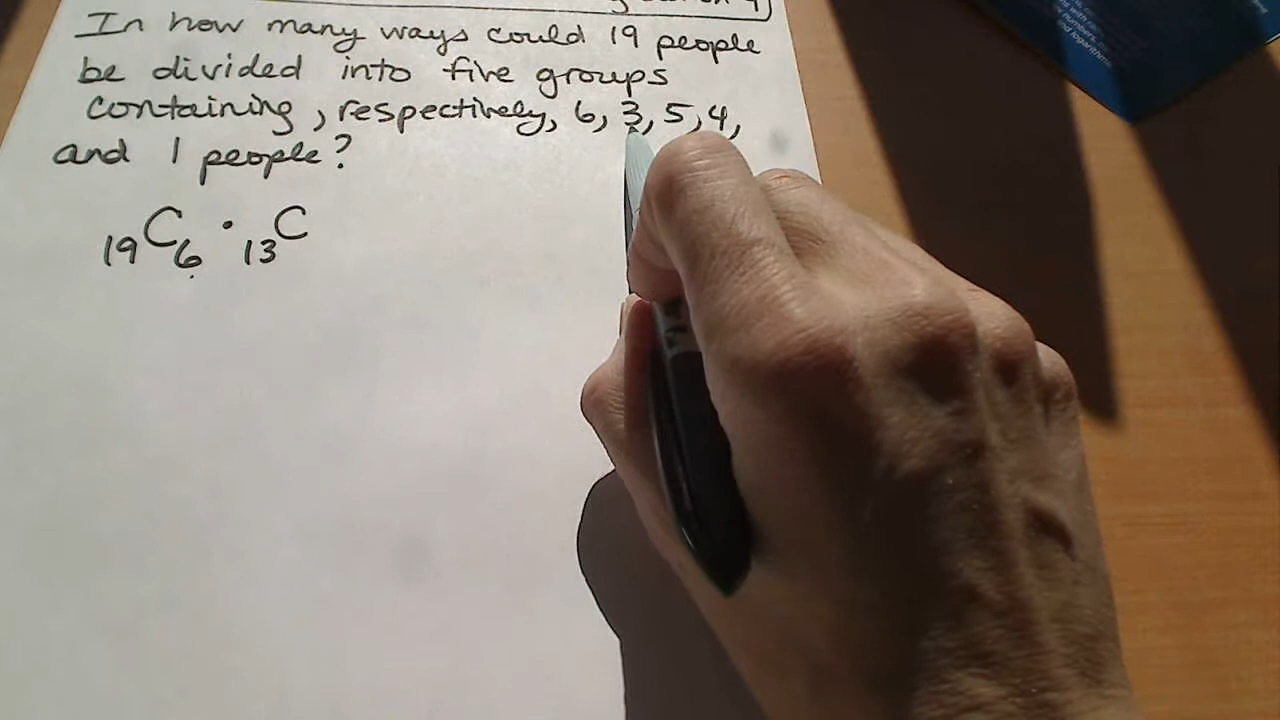 In how many ways could 19 people
be divided into five groups
containing, respectively, 6, 3, 5, 4,
and 1 people?
19C6 · 13C